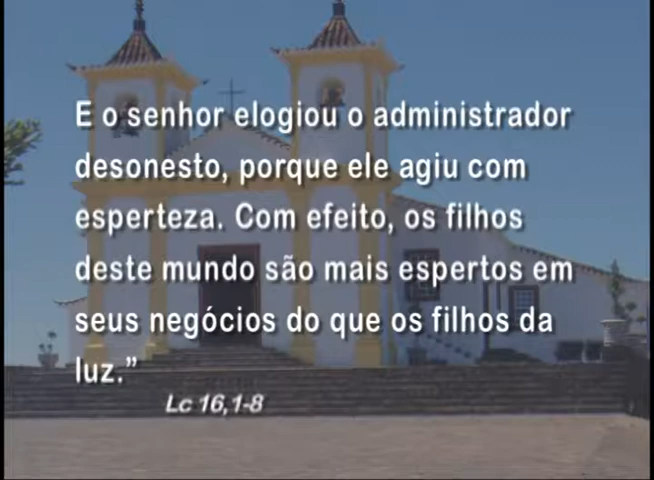 E o senhor elogiou o administrador
desonesto, porque ele agiu com
esperteza. Com efeito, os filhos
deste mundo são mais espertos em
seus negócios do que os filhos da
luz.”
Lc 16,1-8